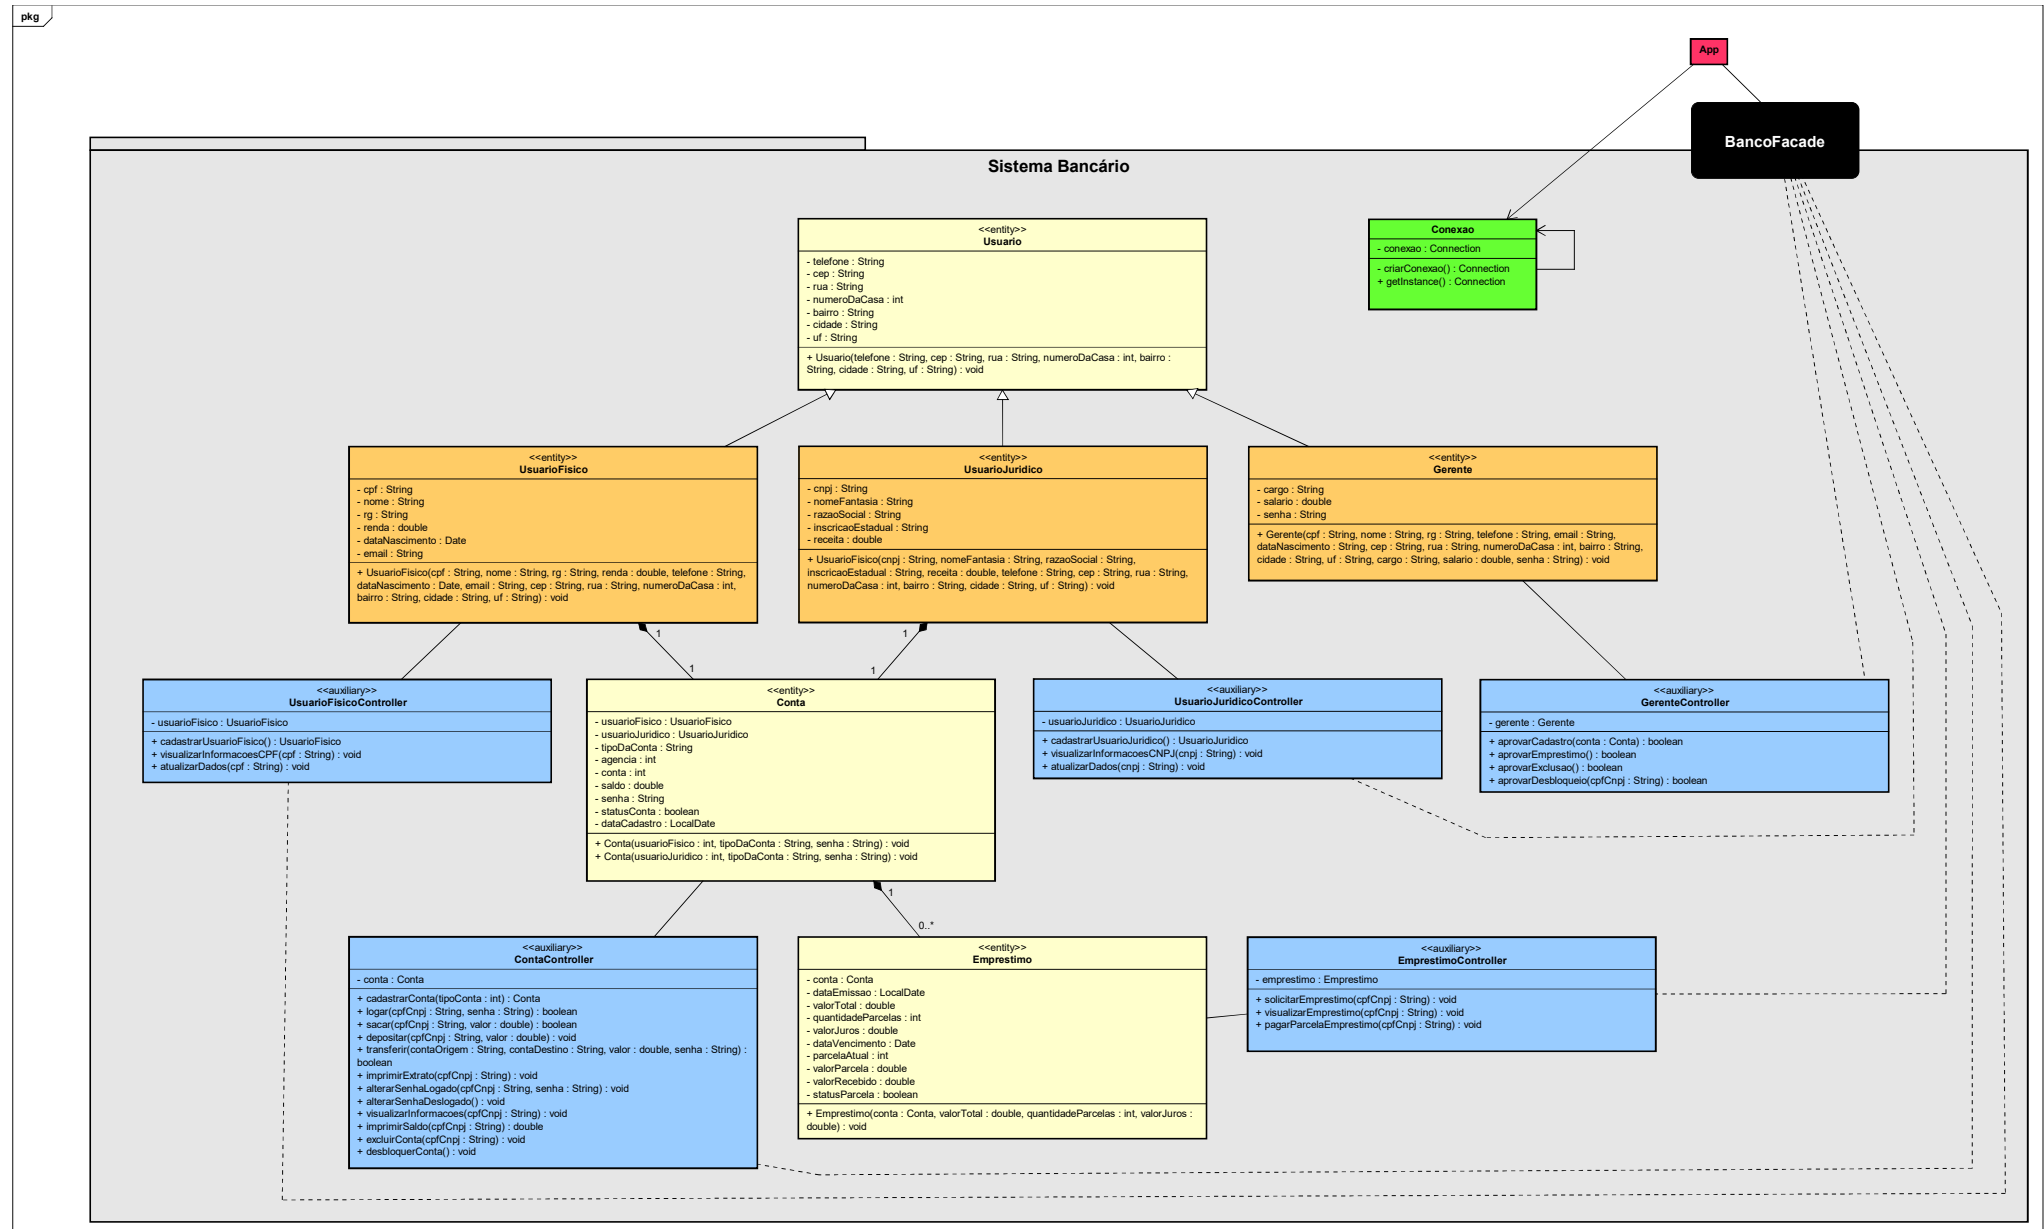 pkg
App
BancoFacade
Sistema Bancário
<<entity>>
Usuario
- telefone : String
- cep : String
- rua : String
- numeroDaCasa : int
- bairro : String
- cidade : String
- uf : String
+ Usuario(telefone : String, cep : String, rua : String, numeroDaCasa : int, bairro :
String, cidade : String, uf : String) : void
Conexao
- conexao : Connection
- criarConexao() : Connection
+ getInstance() : Connection
<<entity>>
UsuarioFisico
- cpf : String
- nome : String
- rg : String
- renda : double
- dataNascimento : Date
- email : String
+ UsuarioFisico(cpf : String, nome : String, rg : String, renda : double, telefone : String,
dataNascimento : Date, email : String, cep : String, rua : String, numeroDaCasa : int,
bairro : String, cidade : String, uf : String) : void
<<entity>>
UsuarioJuridico
- cnpj : String
- nomeFantasia : String
- razaoSocial : String
- inscricaoEstadual : String
- receita : double
+ UsuarioFisico(cnpj : String, nomeFantasia : String, razaoSocial : String,
inscricaoEstadual : String, receita : double, telefone : String, cep : String, rua : String,
numeroDaCasa : int, bairro : String, cidade : String, uf : String) : void
<<entity>>
Gerente
- cargo : String
- salario : double
- senha : String
+ Gerente(cpf : String, nome : String, rg : String, telefone : String, email : String,
dataNascimento : String, cep : String, rua : String, numeroDaCasa : int, bairro : String,
cidade : String, uf : String, cargo : String, salario : double, senha : String) : void
1
1
1
1
<<auxiliary>>
UsuarioFisicoController
- usuarioFisico : UsuarioFisico
+ cadastrarUsuarioFisico() : UsuarioFisico
+ visualizarInformacoesCPF(cpf : String) : void
+ atualizarDados(cpf : String) : void
<<entity>>
Conta
- usuarioFisico : UsuarioFisico
- usuarioJuridico : UsuarioJuridico
- tipoDaConta : String
- agencia : int
- conta : int
- saldo : double
- senha : String
- statusConta : boolean
- dataCadastro : LocalDate
+ Conta(usuarioFisico : int, tipoDaConta : String, senha : String) : void
+ Conta(usuarioJuridico : int, tipoDaConta : String, senha : String) : void
<<auxiliary>>
UsuarioJuridicoController
- usuarioJuridico : UsuarioJuridico
+ cadastrarUsuarioJuridico() : UsuarioJuridico
+ visualizarInformacoesCNPJ(cnpj : String) : void
+ atualizarDados(cnpj : String) : void
<<auxiliary>>
GerenteController
- gerente : Gerente
+ aprovarCadastro(conta : Conta) : boolean
+ aprovarEmprestimo() : boolean
+ aprovarExclusao() : boolean
+ aprovarDesbloqueio(cpfCnpj : String) : boolean
1
0..*
<<auxiliary>>
ContaController
- conta : Conta
+ cadastrarConta(tipoConta : int) : Conta
+ logar(cpfCnpj : String, senha : String) : boolean
+ sacar(cpfCnpj : String, valor : double) : boolean
+ depositar(cpfCnpj : String, valor : double) : void
+ transferir(contaOrigem : String, contaDestino : String, valor : double, senha : String) :
boolean
+ imprimirExtrato(cpfCnpj : String) : void
+ alterarSenhaLogado(cpfCnpj : String, senha : String) : void
+ alterarSenhaDeslogado() : void
+ visualizarInformacoes(cpfCnpj : String) : void
+ imprimirSaldo(cpfCnpj : String) : double
+ excluirConta(cpfCnpj : String) : void
+ desbloquerConta() : void
<<entity>>
Emprestimo
- conta : Conta
- dataEmissao : LocalDate
- valorTotal : double
- quantidadeParcelas : int
- valorJuros : double
- dataVencimento : Date
- parcelaAtual : int
- valorParcela : double
- valorRecebido : double
- statusParcela : boolean
+ Emprestimo(conta : Conta, valorTotal : double, quantidadeParcelas : int, valorJuros :
double) : void
<<auxiliary>>
EmprestimoController
- emprestimo : Emprestimo
+ solicitarEmprestimo(cpfCnpj : String) : void
+ visualizarEmprestimo(cpfCnpj : String) : void
+ pagarParcelaEmprestimo(cpfCnpj : String) : void